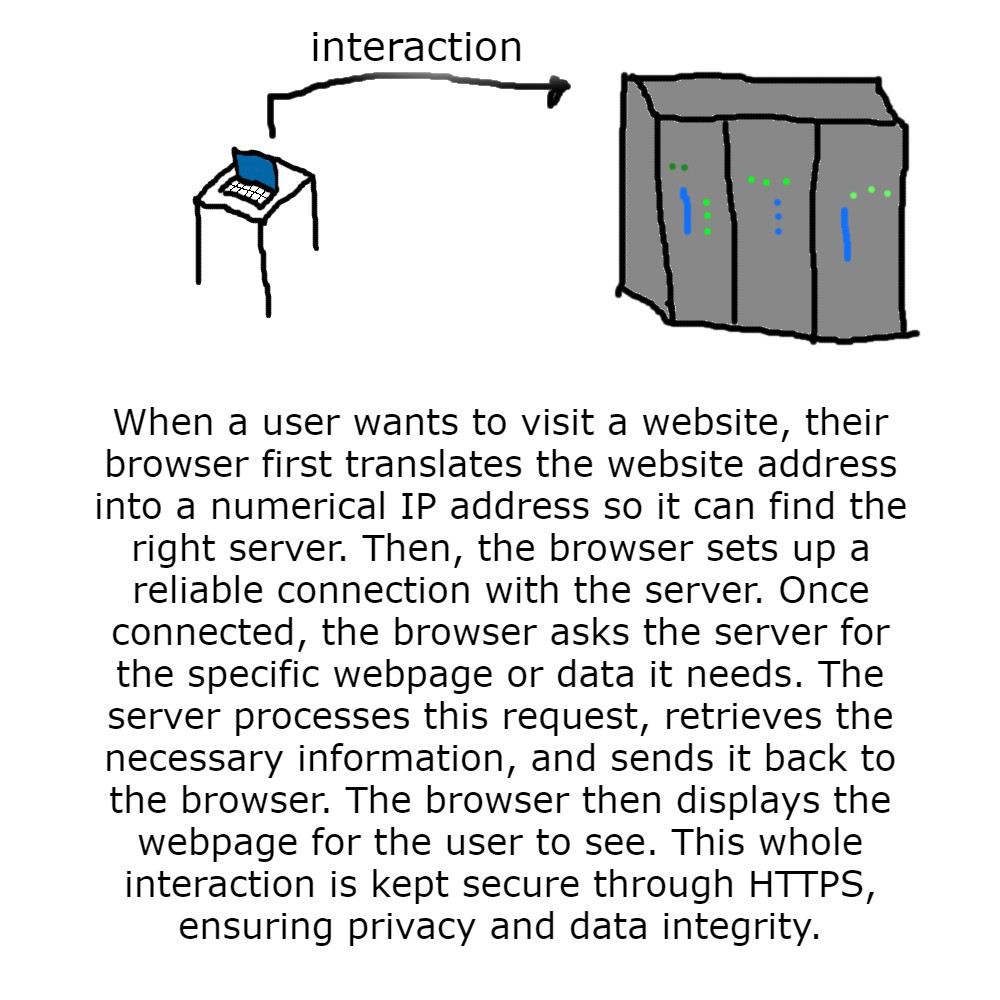 interaction
When a user wants to visit a website, their
browser first translates the website address
into a numerical IP address so it can find the
right server. Then, the browser sets up a
reliable connection with the server. Once
connected, the browser asks the server for
the specific webpage or data it needs. The
server processes this request, retrieves the
necessary information, and sends it back to
the browser. The browser then displays the
webpage for the user to see. This whole
interaction is kept secure through HTTPS,
ensuring privacy and data integrity.